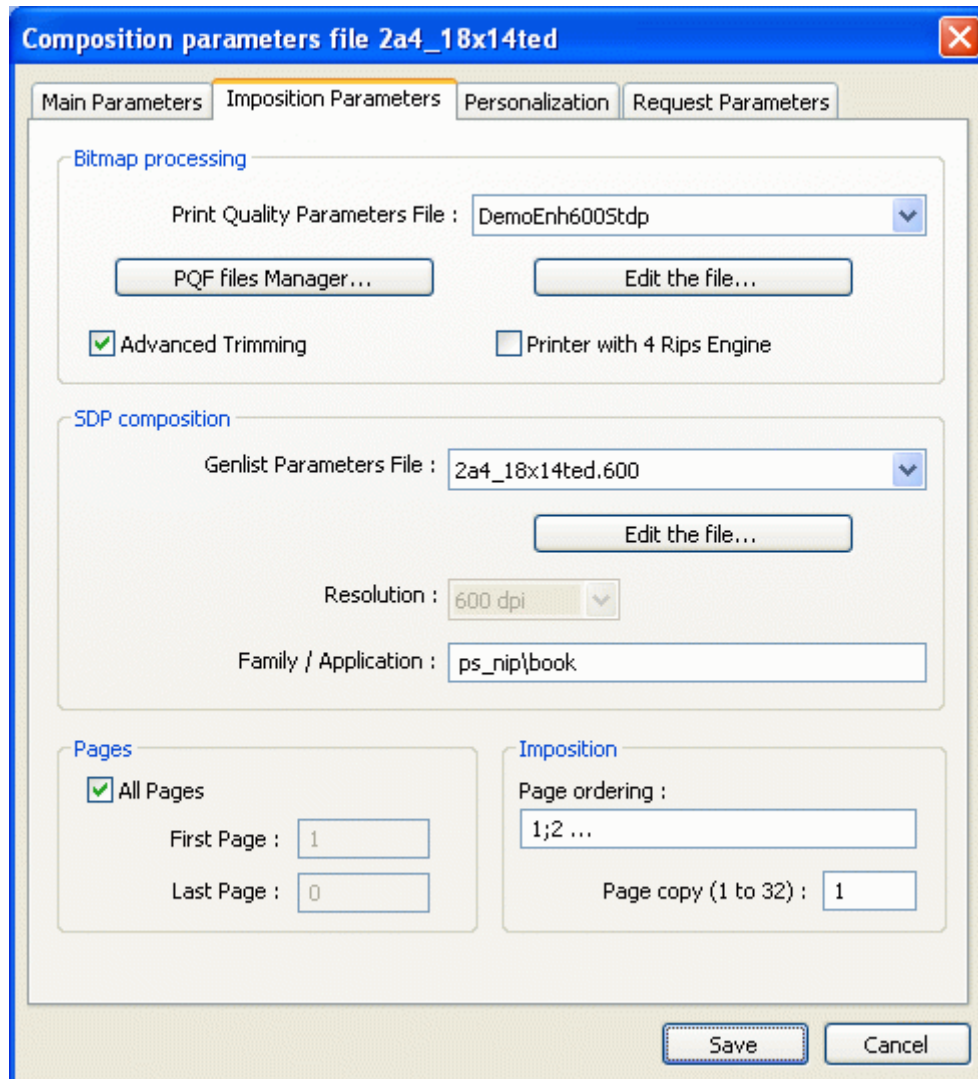 Composition parameters file 2a4_18x14ted
Main Parameters Imposition Parameters Personalization Request Parameters
Bitmap processing
Print Quality Parameters File : DemoEnh600Stdp
PQF files Manager... Edit the file...
Advanced Trimming Printer with 4 Rips Engine
SDP composition
Genlist Parameters File : 2a4_18x14ted.600
Edit the file...
Resolution : 600 dpi
Family / Application : ps_nip\book
Pages
All Pages
First Page : 1
Last Page : 0
Imposition
Page ordering :
1;2 ...
Page copy (1 to 32) : 1
Save Cancel